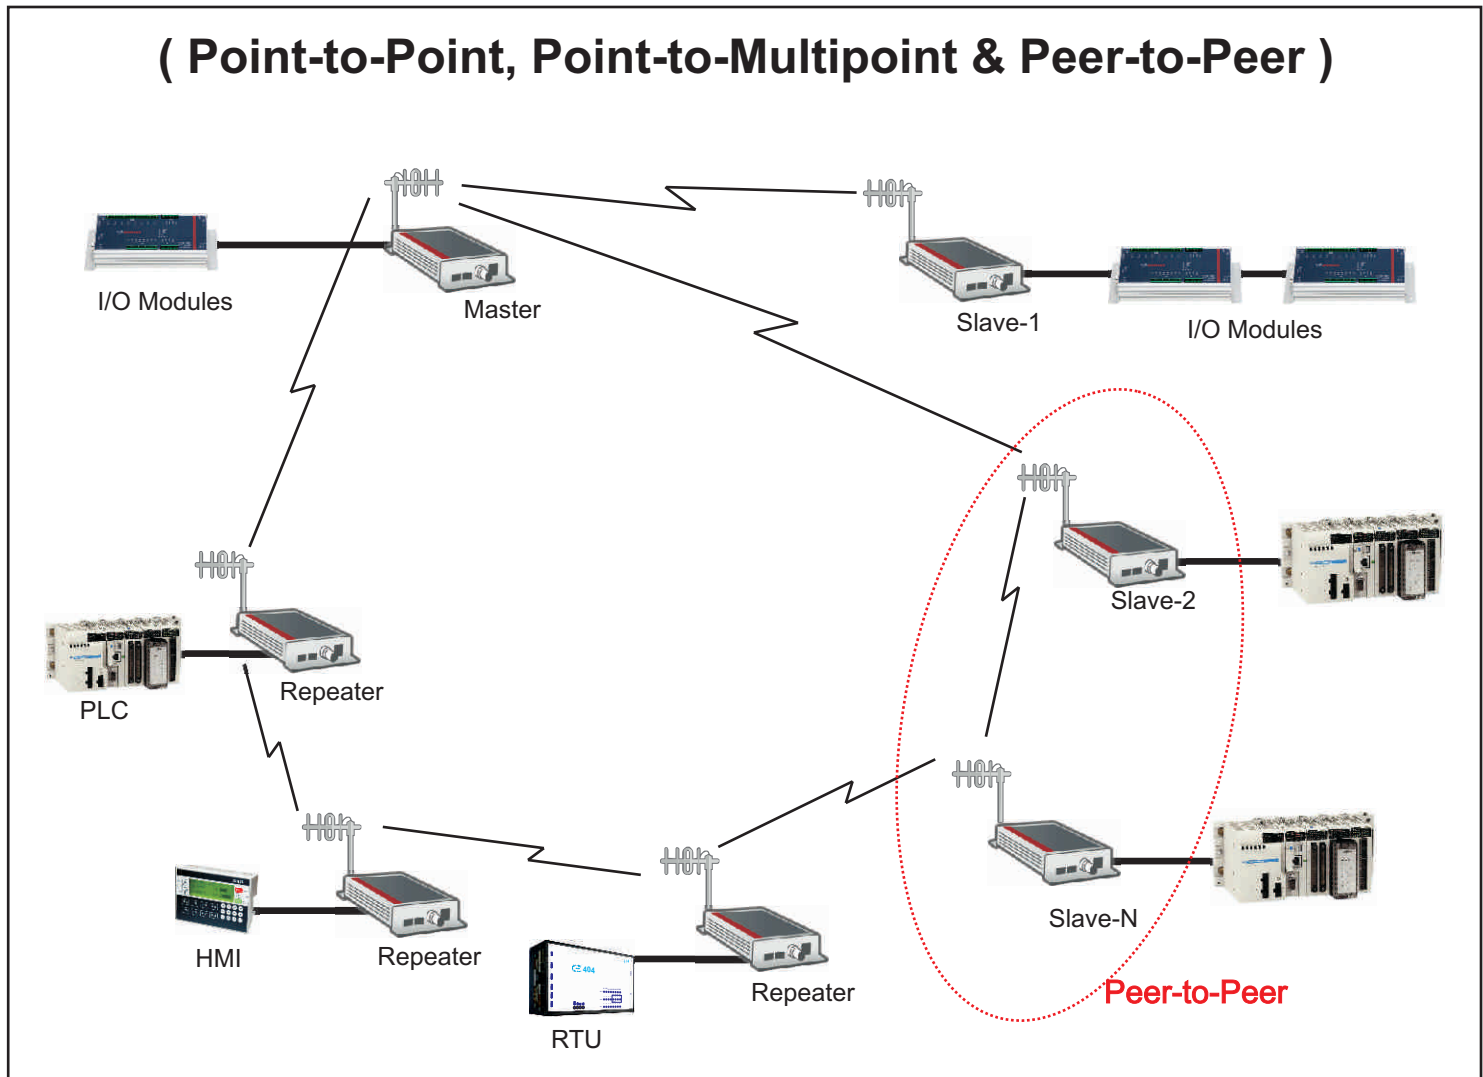 ( Point-to-Point, Point-to-Multipoint & Peer-to-Peer )
I/O Modules
Master
Slave-1
I/O Modules
Slave-2
Repeater
PLC
Slave-N
HMI
Repeater
404
Repeater
Peer-to-Peer
RTU